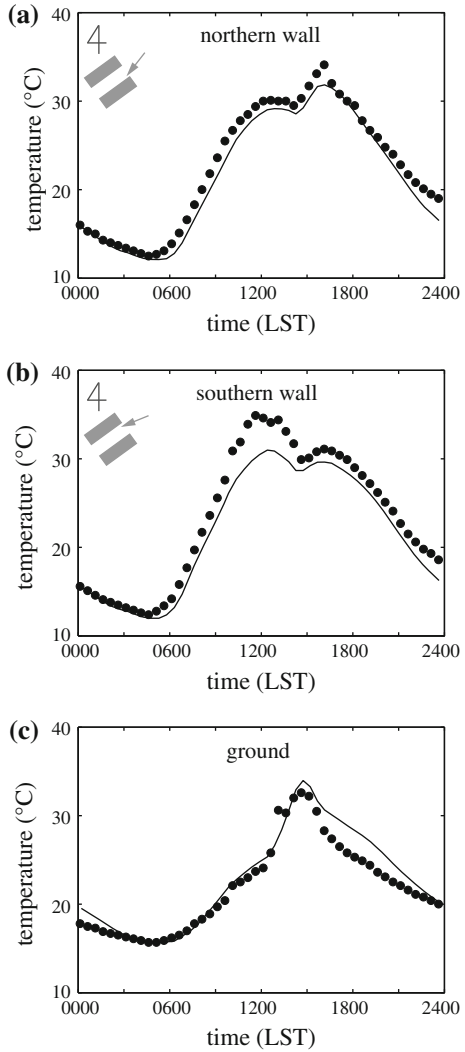 (a)
northern wall
temperature (°C)
40
30
20
10
0000 0600 1200 1800 2400
time (LST)
(b)
southern wall
temperature (°C)
40
30
20
10
0000 0600 1200 1800 2400
time (LST)
(c)
ground
temperature (°C)
40
30
20
10
0000 0600 1200 1800 2400
time (LST)